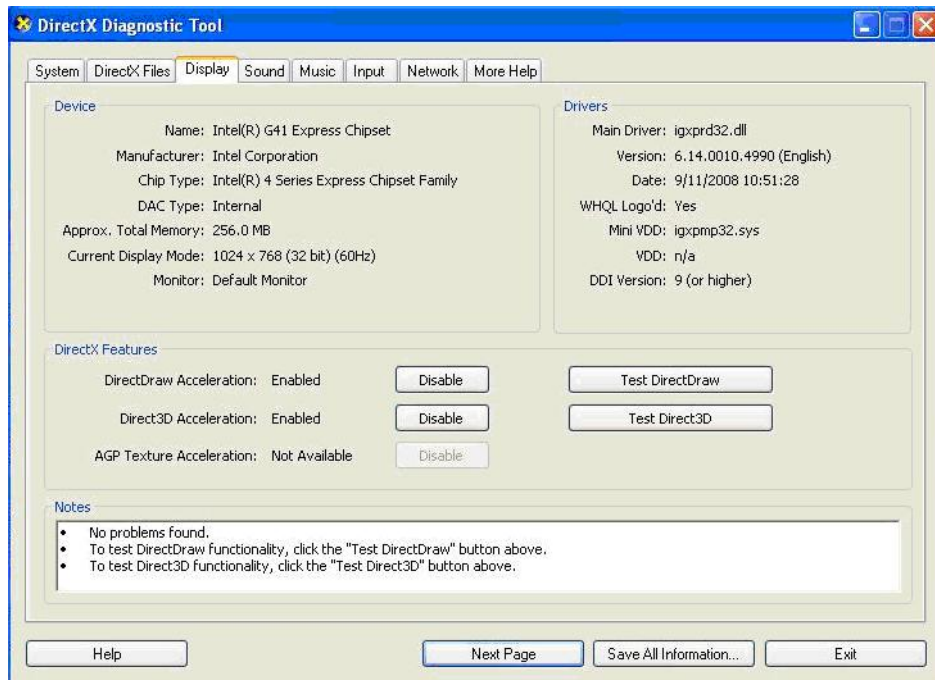 DirectX Diagnostic Tool
System DirectX Files Display Sound Music Input Network More Help
Device
Name: Intel(R) G41 Express Chipset
Manufacturer: Intel Corporation
Chip Type: Intel(R) 4 Series Express Chipset Family
DAC Type: Internal
Approx. Total Memory: 256.0 MB
Current Display Mode: 1024 x 768 (32 bit) (60Hz)
Monitor: Default Monitor
Drivers
Main Driver: igxprd32.dll
Version: 6.14.0010.4990 (English)
Date: 9/11/2008 10:51:28
WHQL Logo'd: Yes
Mini VDD: igxpmp32.sys
VDD: n/a
DDI Version: 9 (or higher)
DirectX Features
DirectDraw Acceleration: Enabled Disable Test DirectDraw
Direct3D Acceleration: Enabled Disable Test Direct3D
AGP Texture Acceleration: Not Available Disable
Notes
• No problems found.
• To test DirectDraw functionality, click the "Test DirectDraw" button above.
• To test Direct3D functionality, click the "Test Direct3D" button above.
Help Next Page Save All Information... Exit